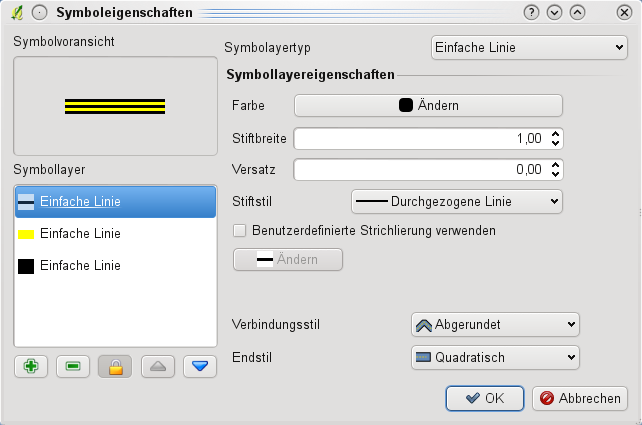 Symboleigenschaften
Symbolvoransicht
Symbollayer
Einfache Linie
Einfache Linie
Einfache Linie
Symbolayertyp
Einfache Linie
Symbollayereigenschaften
Farbe
Ändern
Stiftbreite
1,00
Versatz
0,00
Stiftstil
Durchgezogene Linie
Benutzerdefinierte Strichlierung verwenden
Ändern
Verbindungsstil
Abgerundet
Endstil
Quadratisch
OK
Abbrechen